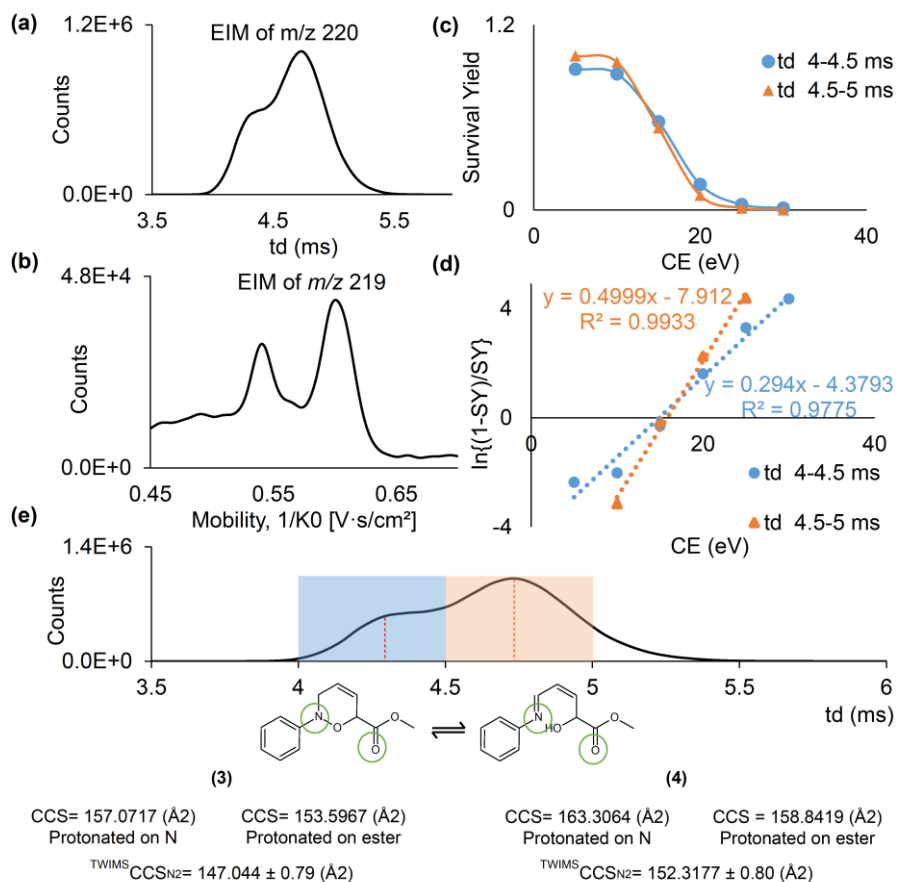 (a)
1.2E+6
EIM of m/z 220
Counts
0.0E+0
3.5
4.5
5.5
td (ms)
(c)
1.2
Survival Yield
td 4-4.5 ms
td 4.5-5 ms
0
0
20
40
CE (eV)
(b)
EIM of m/z 219
4.8E+4
Counts
0.0E+0
0.45
0.55
0.65
Mobility, 1/K0 [V·s/cm²]
(d)
4
y = 0.4999x - 7.912
R² = 0.9933
y = 0.294x - 4.3793
R² = 0.9775
ln{(1-SY)/SY}
0
0
20
40
td 4-4.5 ms
td 4.5-5 ms
-4
CE (eV)
(e)
1.4E+6
Counts
0.0E+0
3.5
4
4.5
5
5.5
6
td (ms)
N
O
O
O
N
HO
O
O
(3)
(4)
CCS= 157.0717 (Å2)
Protonated on N
CCS= 153.5967 (Å2)
Protonated on ester
CCS= 163.3064 (Å2)
Protonated on N
CCS= 158.8419 (Å2)
Protonated on ester
TWIMSCCSN2= 147.044 ± 0.79 (Å2)
TWIMSCCSN2= 152.3177 ± 0.80 (Å2)